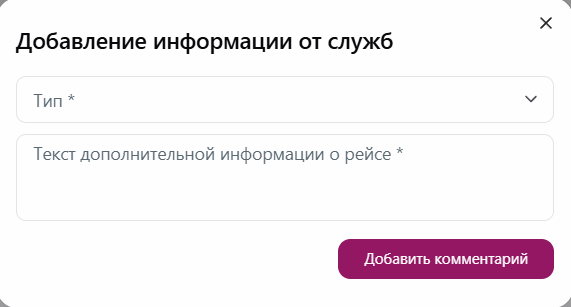 Добавление информации от служб
Тип *
Текст дополнительной информации о рейсе *
Добавить комментарий